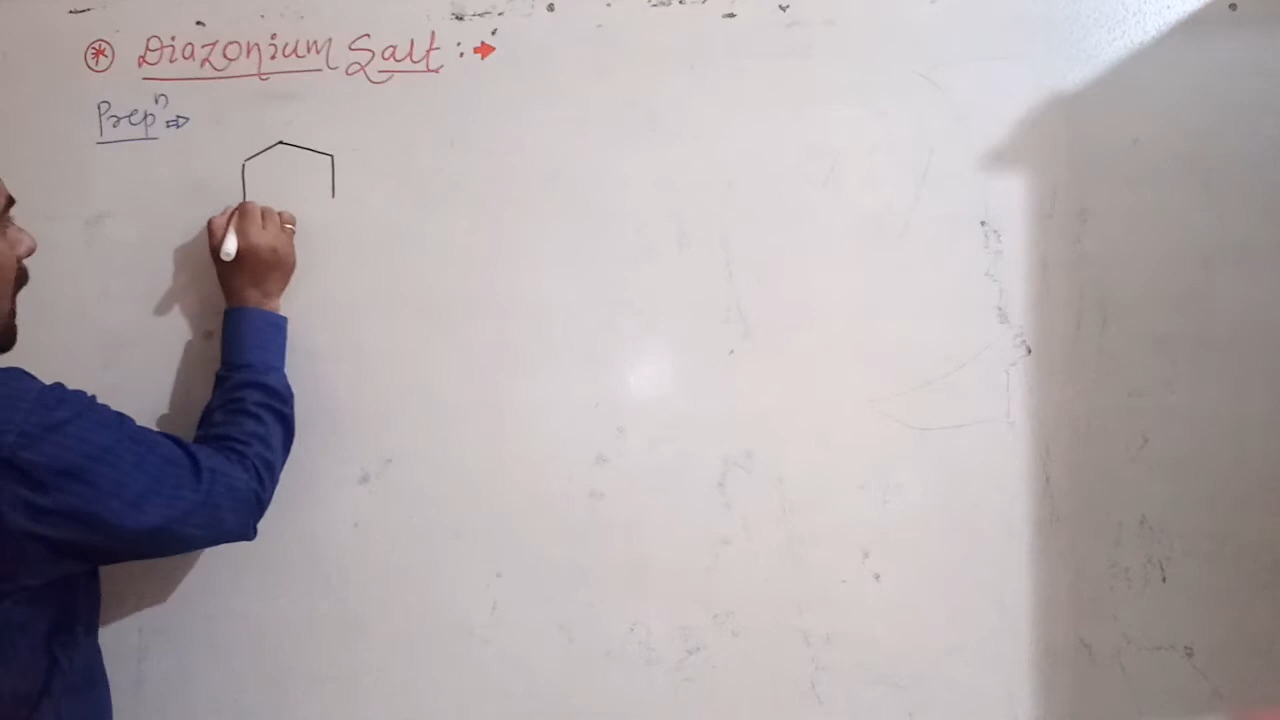 * Diazonium Salt :→
Prepⁿ ⇒